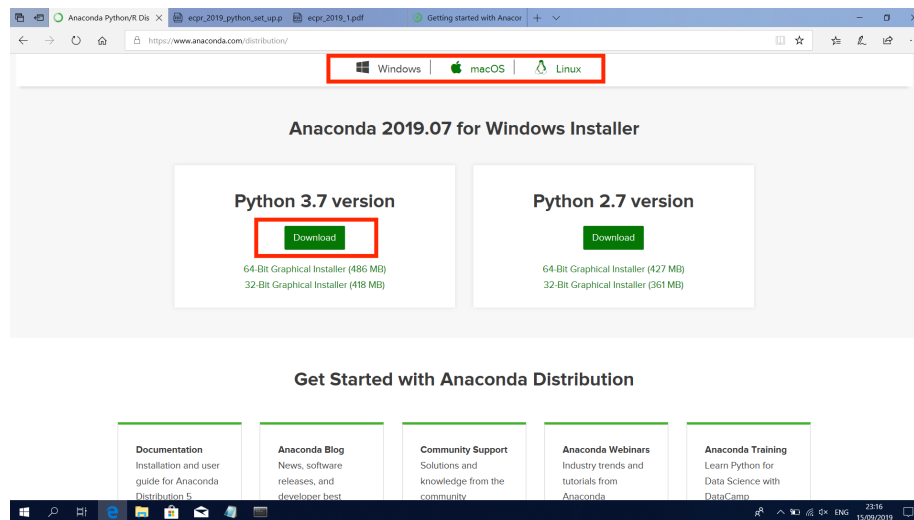 Anaconda Python/R Dis
ecpr_2019_python_set_up.p
ecpr_2019_1.pdf
Getting started with Anacor
https://www.anaconda.com/distribution/
Windows
macOS
Linux
Anaconda 2019.07 for Windows Installer
Python 3.7 version
Download
64-Bit Graphical Installer (486 MB)
32-Bit Graphical Installer (418 MB)
Python 2.7 version
Download
64-Bit Graphical Installer (427 MB)
32-Bit Graphical Installer (361 MB)
Get Started with Anaconda Distribution
Documentation
Installation and user
guide for Anaconda
Distribution 5
Anaconda Blog
News, software
releases, and
developer best
Community Support
Solutions and
knowledge from the
community
Anaconda Webinars
Industry trends and
tutorials from
Anaconda
Anaconda Training
Learn Python for
Data Science with
DataCamp
ENG
23:16
15/09/2019